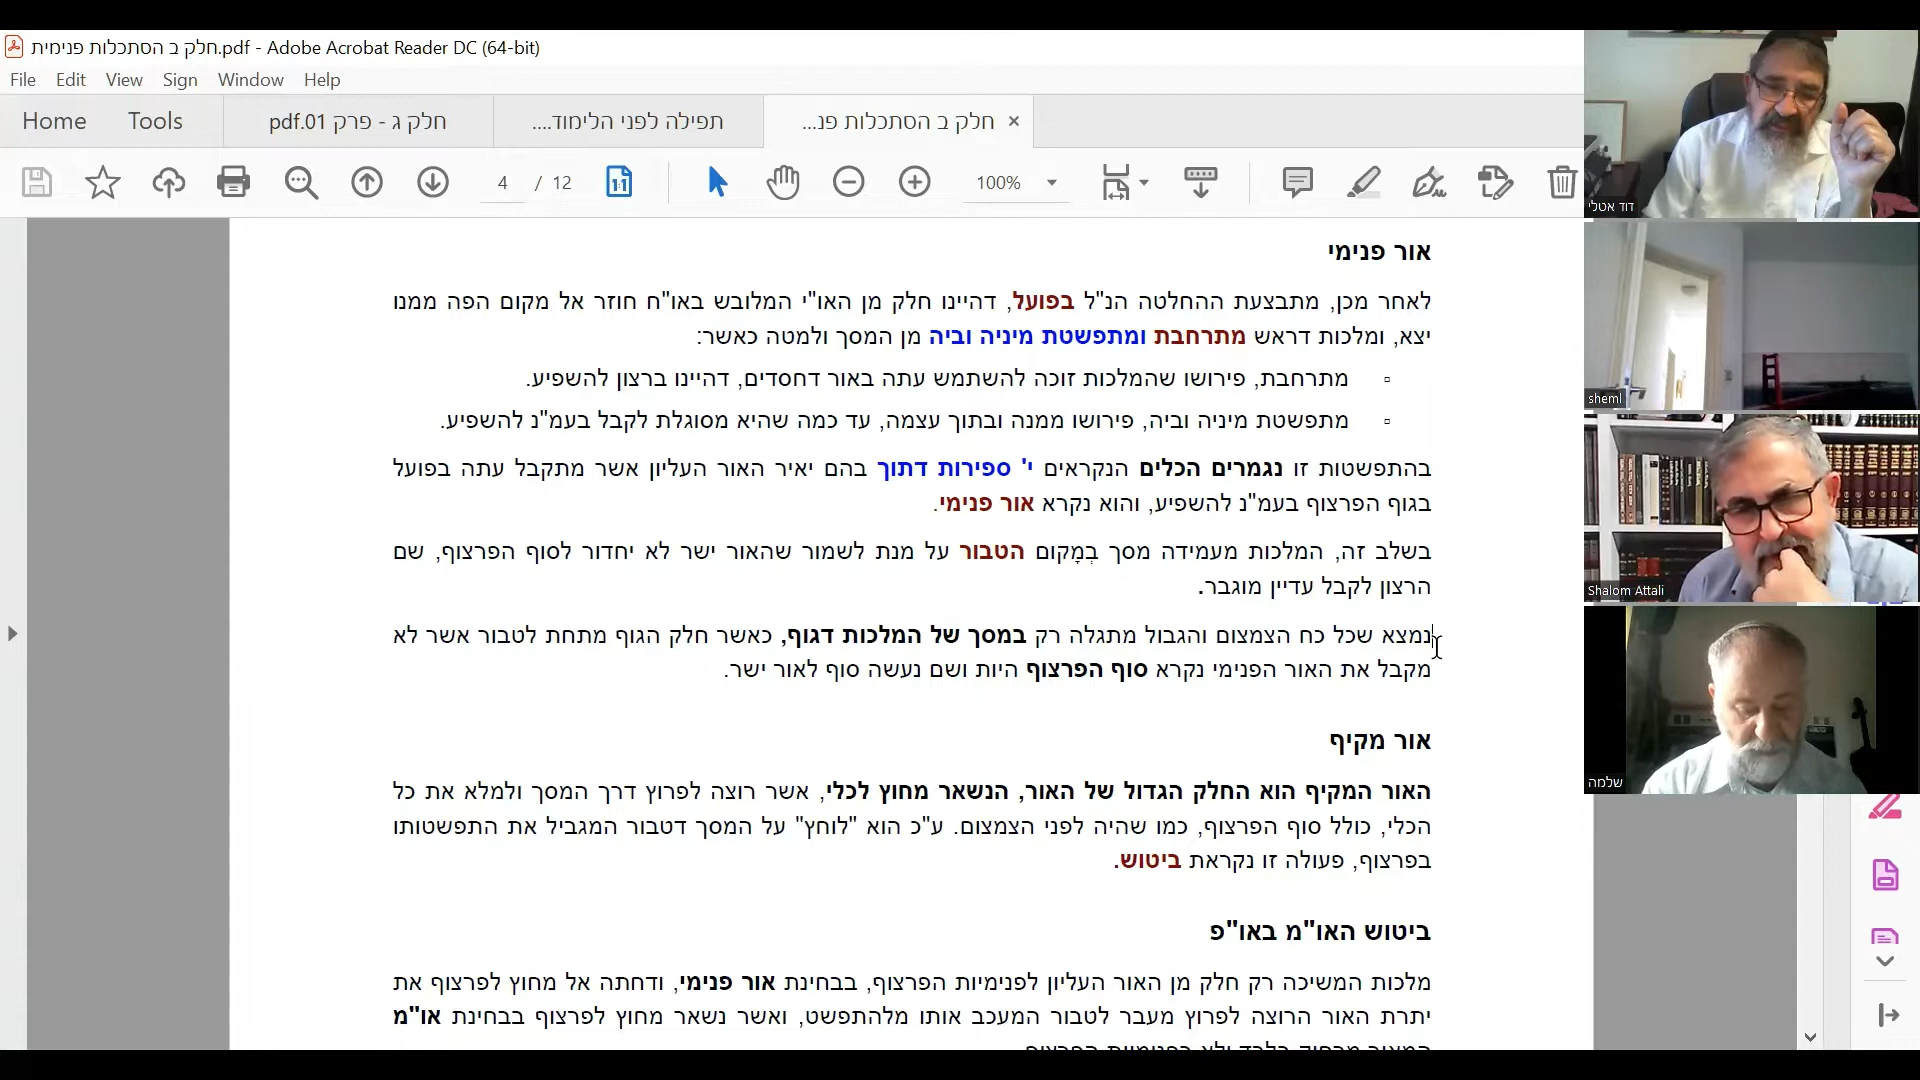 חלק ב הסתכלות פנימית.pdf - Adobe Acrobat Reader DC (64-bit)
File Edit View Sign Window Help
Home Tools
חלק ג - פרק 01.pdf
תפילה לפני הלימוד....
חלק ב הסתכלות פנ...
4 / 12
100%
אור פנימי
לאחר מכן, מתבצעת ההחלטה הנ"ל בפועל, דהיינו חלק מן האו"י המלובש באו"ח חוזר אל מקום הפה ממנו
יצא, ומלכות דראש מתרחבת ומתפשטת מיניה וביה מן המסך ולמטה כאשר:
▫ מתרחבת, פירושו שהמלכות זוכה להשתמש עתה באור דחסדים, דהיינו ברצון להשפיע.
▫ מתפשטת מיניה וביה, פירושו ממנה ובתוך עצמה, עד כמה שהיא מסוגלת לקבל בעמ"נ להשפיע.
בהתפשטות זו נגמרים הכלים הנקראים י' ספירות דתוך בהם יאיר האור העליון אשר מתקבל עתה בפועל
בגוף הפרצוף בעמ"נ להשפיע, והוא נקרא אור פנימי.
בשלב זה, המלכות מעמידה מסך בְּמָקום הטבור על מנת לשמור שהאור ישר לא יחדור לסוף הפרצוף, שם
הרצון לקבל עדיין מוגבר.
נמצא שכל כח הצמצום והגבול מתגלה רק במסך של המלכות דגוף, כאשר חלק הגוף מתחת לטבור אשר לא
מקבל את האור הפנימי נקרא סוף הפרצוף היות ושם נעשה סוף לאור ישר.
אור מקיף
האור המקיף הוא החלק הגדול של האור, הנשאר מחוץ לכלי, אשר רוצה לפרוץ דרך המסך ולמלא את כל
הכלי, כולל סוף הפרצוף, כמו שהיה לפני הצמצום. ע"כ הוא "לוחץ" על המסך דטבור המגביל את התפשטותו
בפרצוף, פעולה זו נקראת ביטוש.
ביטוש האו"מ באו"פ
מלכות המשיכה רק חלק מן האור העליון לפנימיות הפרצוף, בבחינת אור פנימי, ודחתה אל מחוץ לפרצוף את
יתרת האור הרוצה לפרוץ מעבר לטבור המעכב אותו מלהתפשט, ואשר נשאר מחוץ לפרצוף בבחינת או"מ
דוד אטלי
sheml
Shalom Attali
שלמה